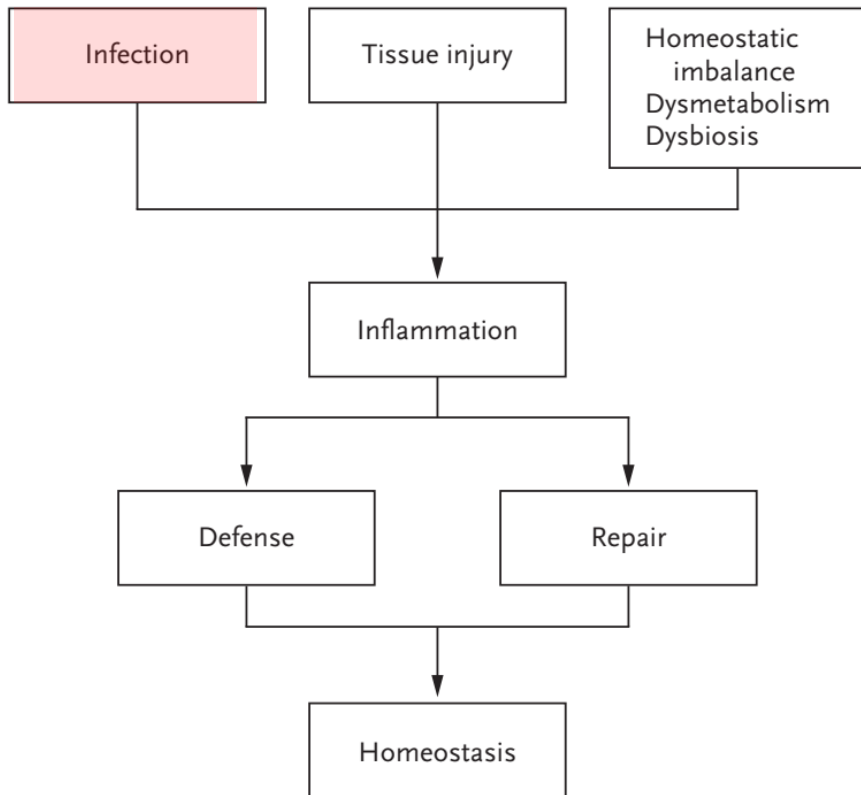 Infection
Tissue injury
Homeostatic
imbalance
Dysmetabolism
Dysbiosis
Inflammation
Defense
Repair
Homeostasis